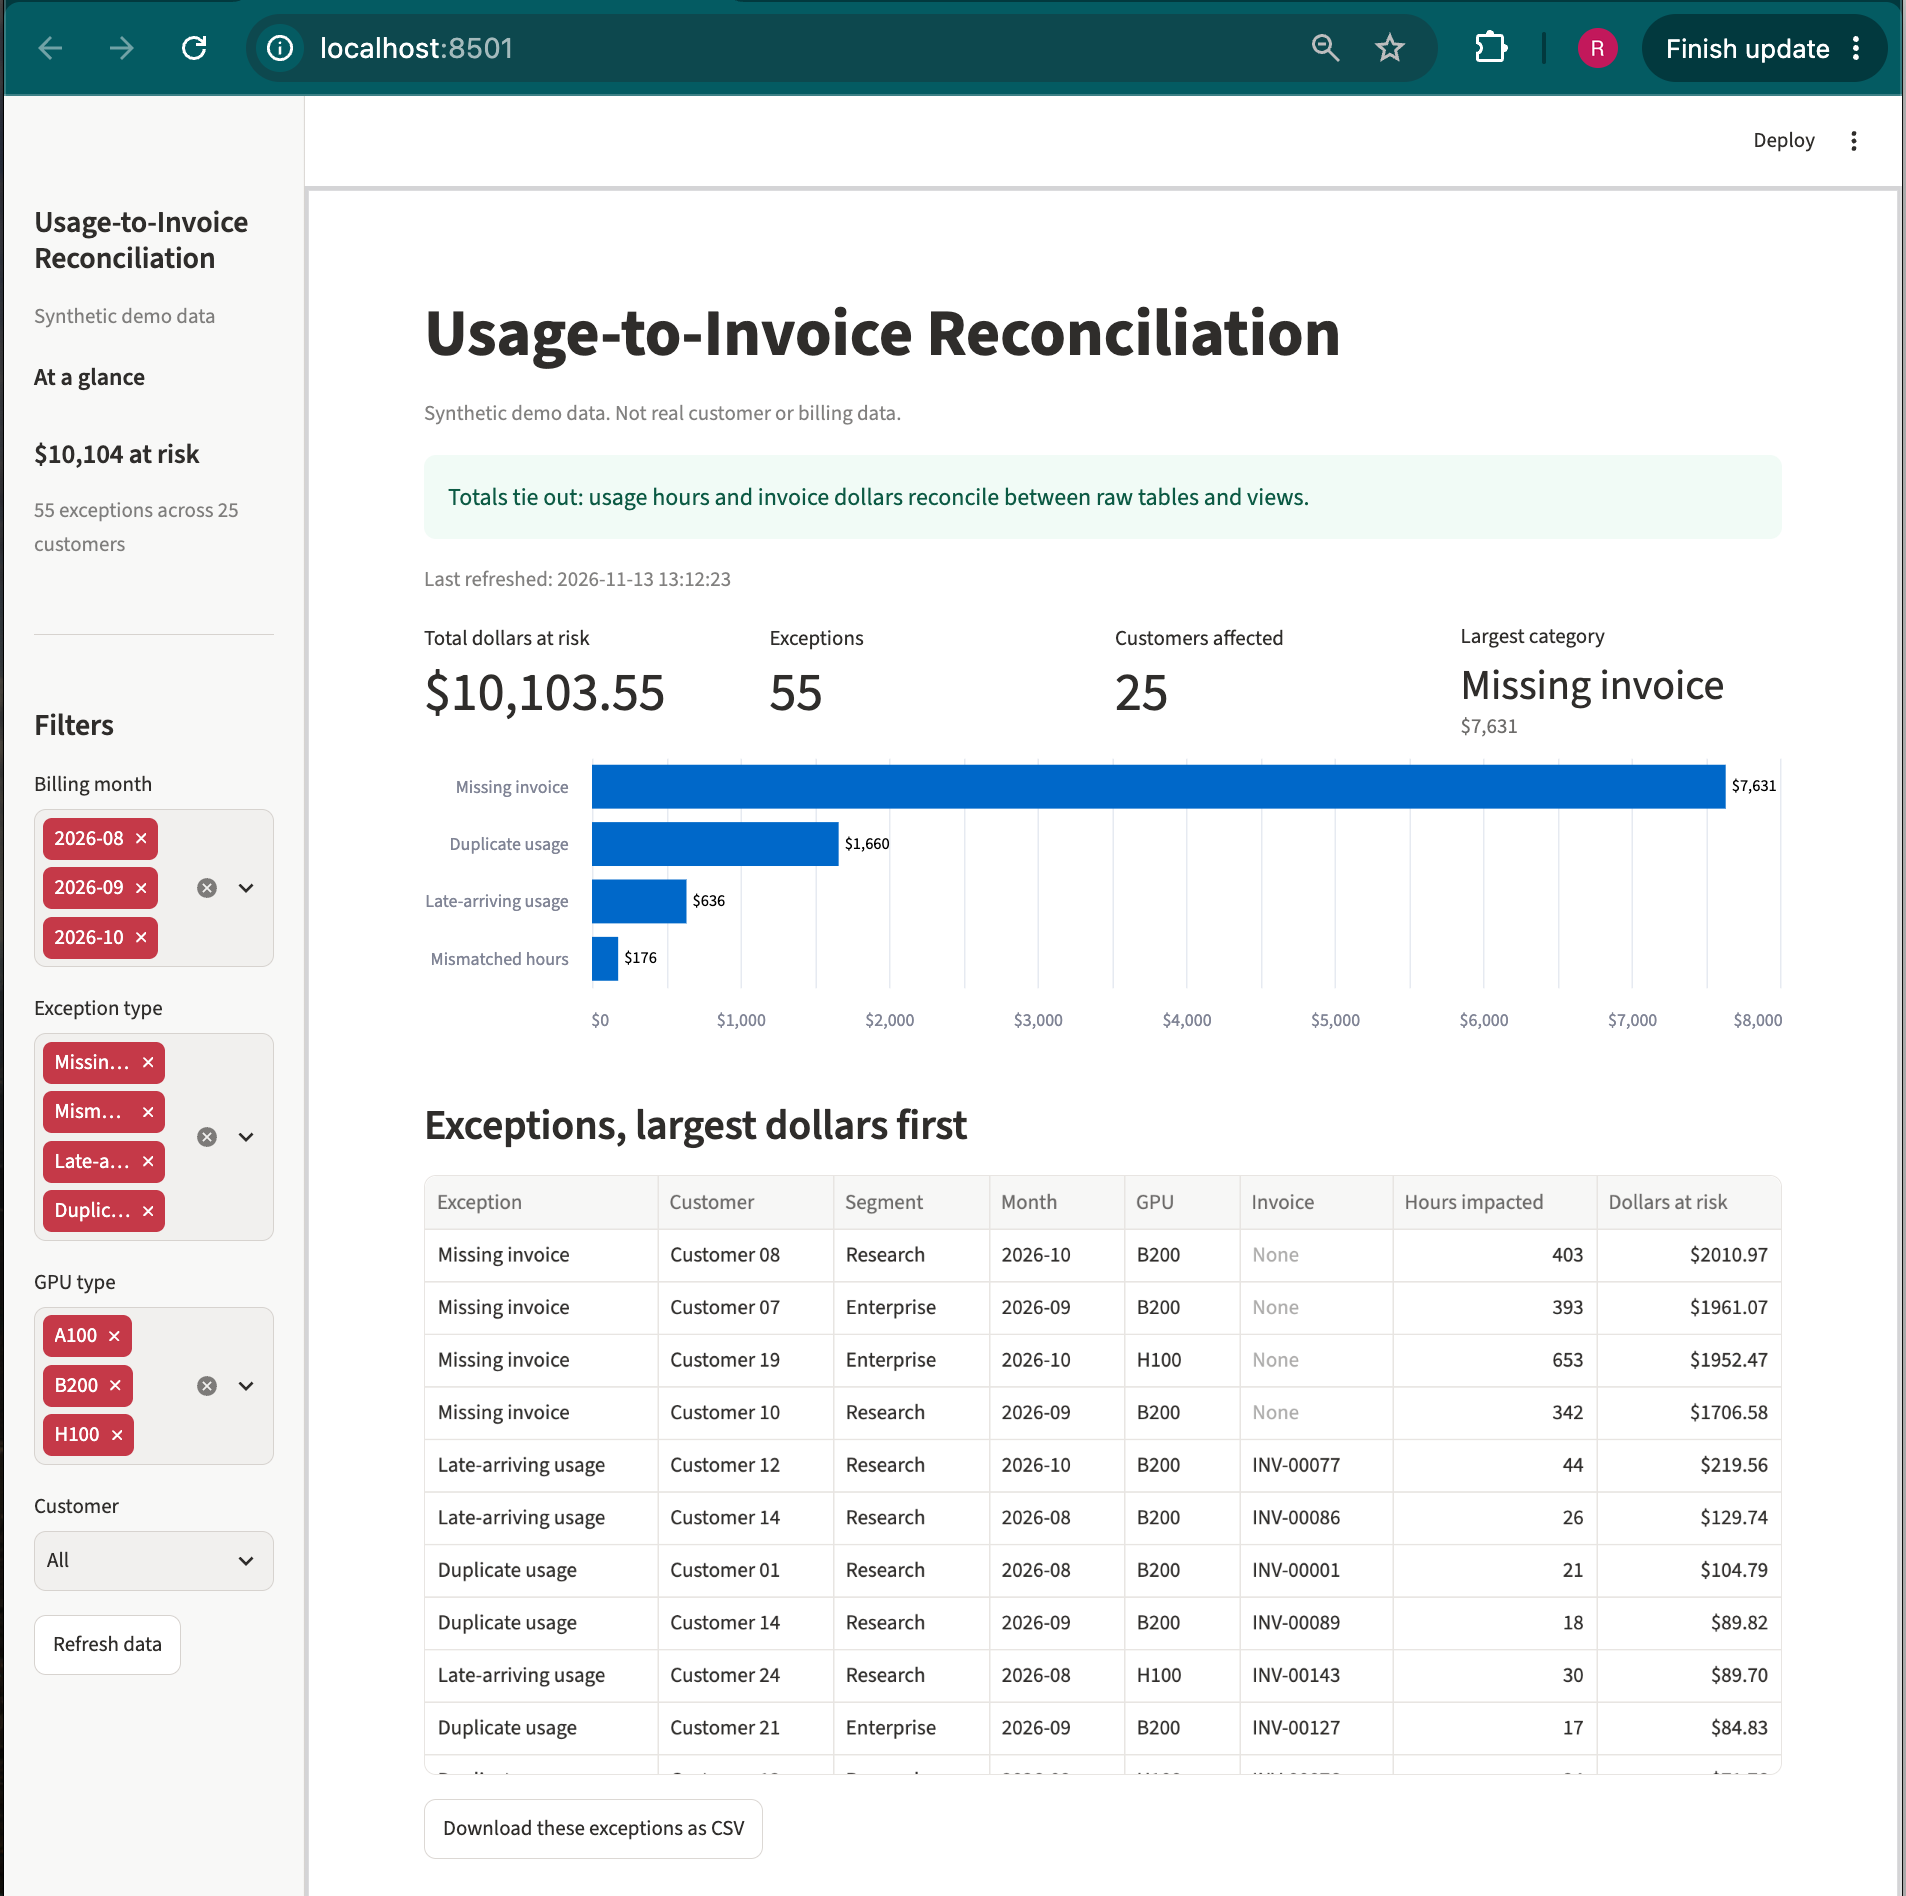 localhost:8501
R
Finish update
Deploy
Usage-to-Invoice
Reconciliation
Synthetic demo data
At a glance
$10,104 at risk
55 exceptions across 25
customers
Filters
Billing month
2026-08
2026-09
2026-10
Exception type
Missin...
Mism...
Late-a...
Duplic...
GPU type
A100
B200
H100
Customer
All
Refresh data
Usage-to-Invoice Reconciliation
Synthetic demo data. Not real customer or billing data.
Totals tie out: usage hours and invoice dollars reconcile between raw tables and views.
Last refreshed: 2026-11-13 13:12:23
Total dollars at risk Exceptions Customers affected Largest category
$10,103.55 55 25 Missing invoice
$7,631
Missing invoice $7,631
Duplicate usage $1,660
Late-arriving usage $636
Mismatched hours $176
$0 $1,000 $2,000 $3,000 $4,000 $5,000 $6,000 $7,000 $8,000
Exceptions, largest dollars first
Exception Customer Segment Month GPU Invoice Hours impacted Dollars at risk
Missing invoice Customer 08 Research 2026-10 B200 None 403 $2010.97
Missing invoice Customer 07 Enterprise 2026-09 B200 None 393 $1961.07
Missing invoice Customer 19 Enterprise 2026-10 H100 None 653 $1952.47
Missing invoice Customer 10 Research 2026-09 B200 None 342 $1706.58
Late-arriving usage Customer 12 Research 2026-10 B200 INV-00077 44 $219.56
Late-arriving usage Customer 14 Research 2026-08 B200 INV-00086 26 $129.74
Duplicate usage Customer 01 Research 2026-08 B200 INV-00001 21 $104.79
Duplicate usage Customer 14 Research 2026-09 B200 INV-00089 18 $89.82
Late-arriving usage Customer 24 Research 2026-08 H100 INV-00143 30 $89.70
Duplicate usage Customer 21 Enterprise 2026-09 B200 INV-00127 17 $84.83
Download these exceptions as CSV